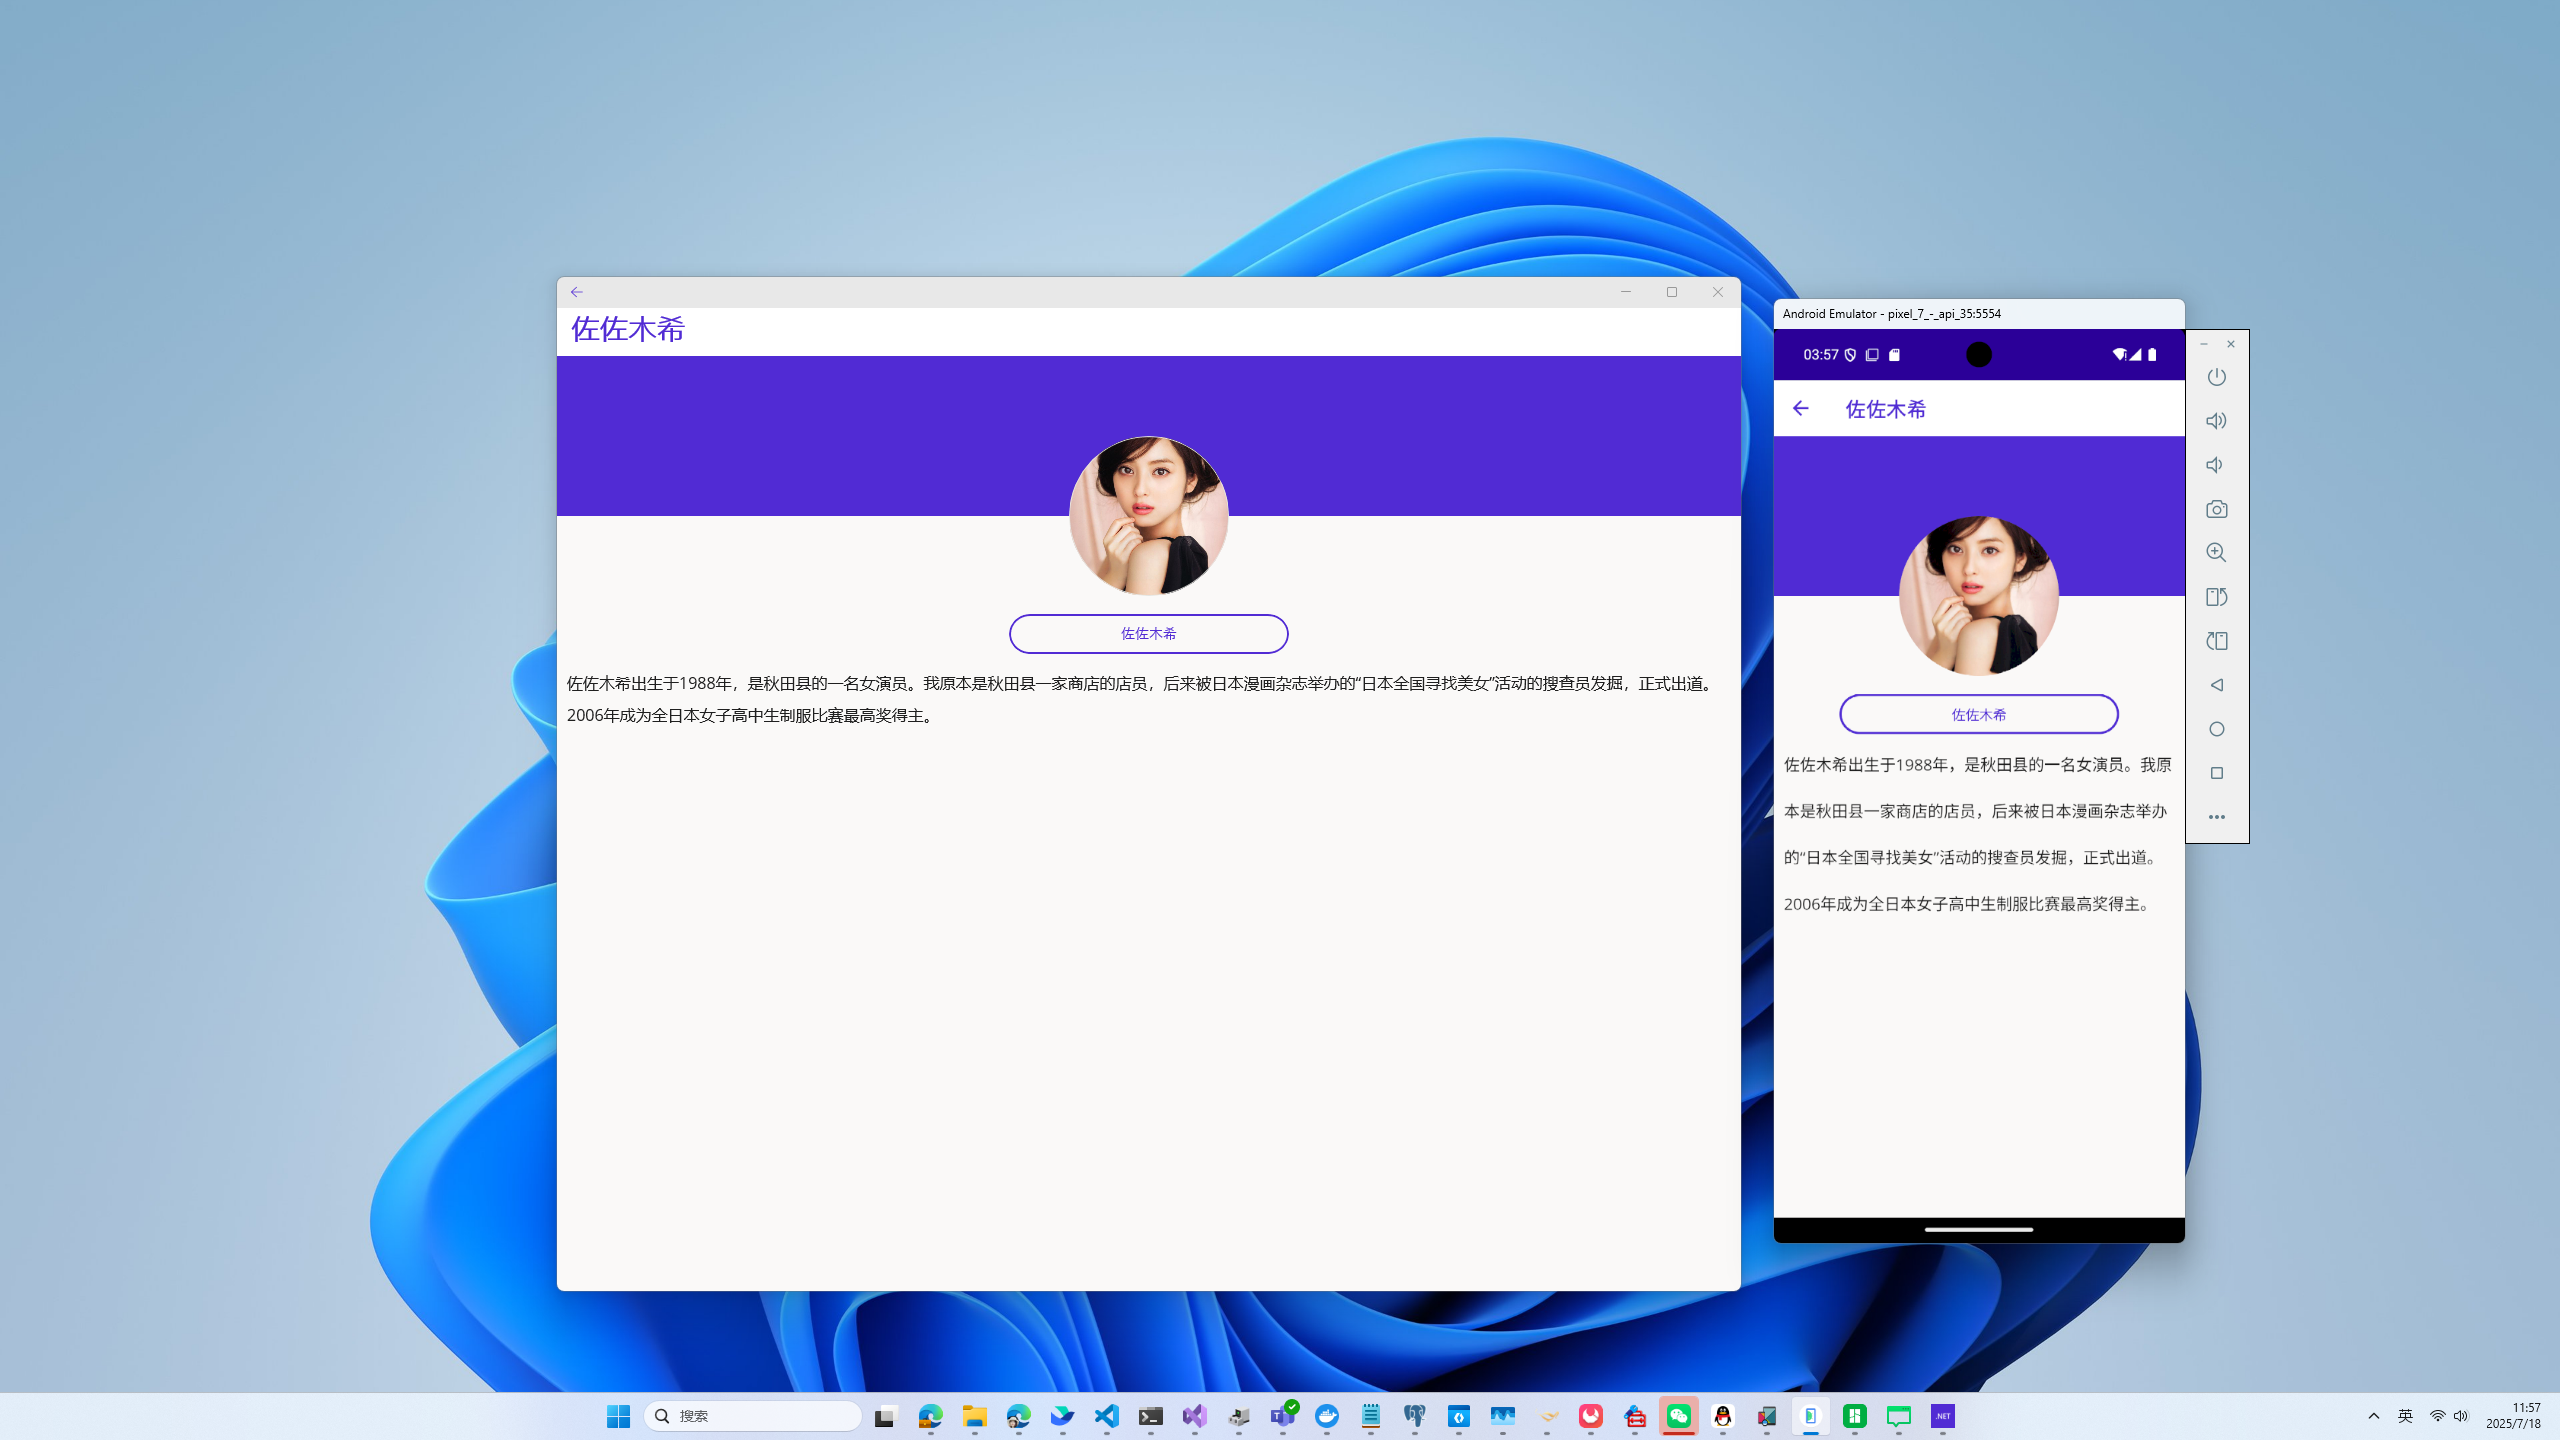 佐佐木希
佐佐木希
佐佐木希出生于1988年，是秋田县的一名女演员。我原本是秋田县一家商店的店员，后来被日本漫画杂志举办的“日本全国寻找美女”活动的搜查员发掘，正式出道。
2006年成为全日本女子高中生制服比赛最高奖得主。
Android Emulator - pixel_7_-_api_35:5554
03:57
佐佐木希
佐佐木希
佐佐木希出生于1988年，是秋田县的一名女演员。我原
本是秋田县一家商店的店员，后来被日本漫画杂志举办
的“日本全国寻找美女”活动的搜查员发掘，正式出道。
2006年成为全日本女子高中生制服比赛最高奖得主。
搜索
.NET
英
11:57
2025/7/18